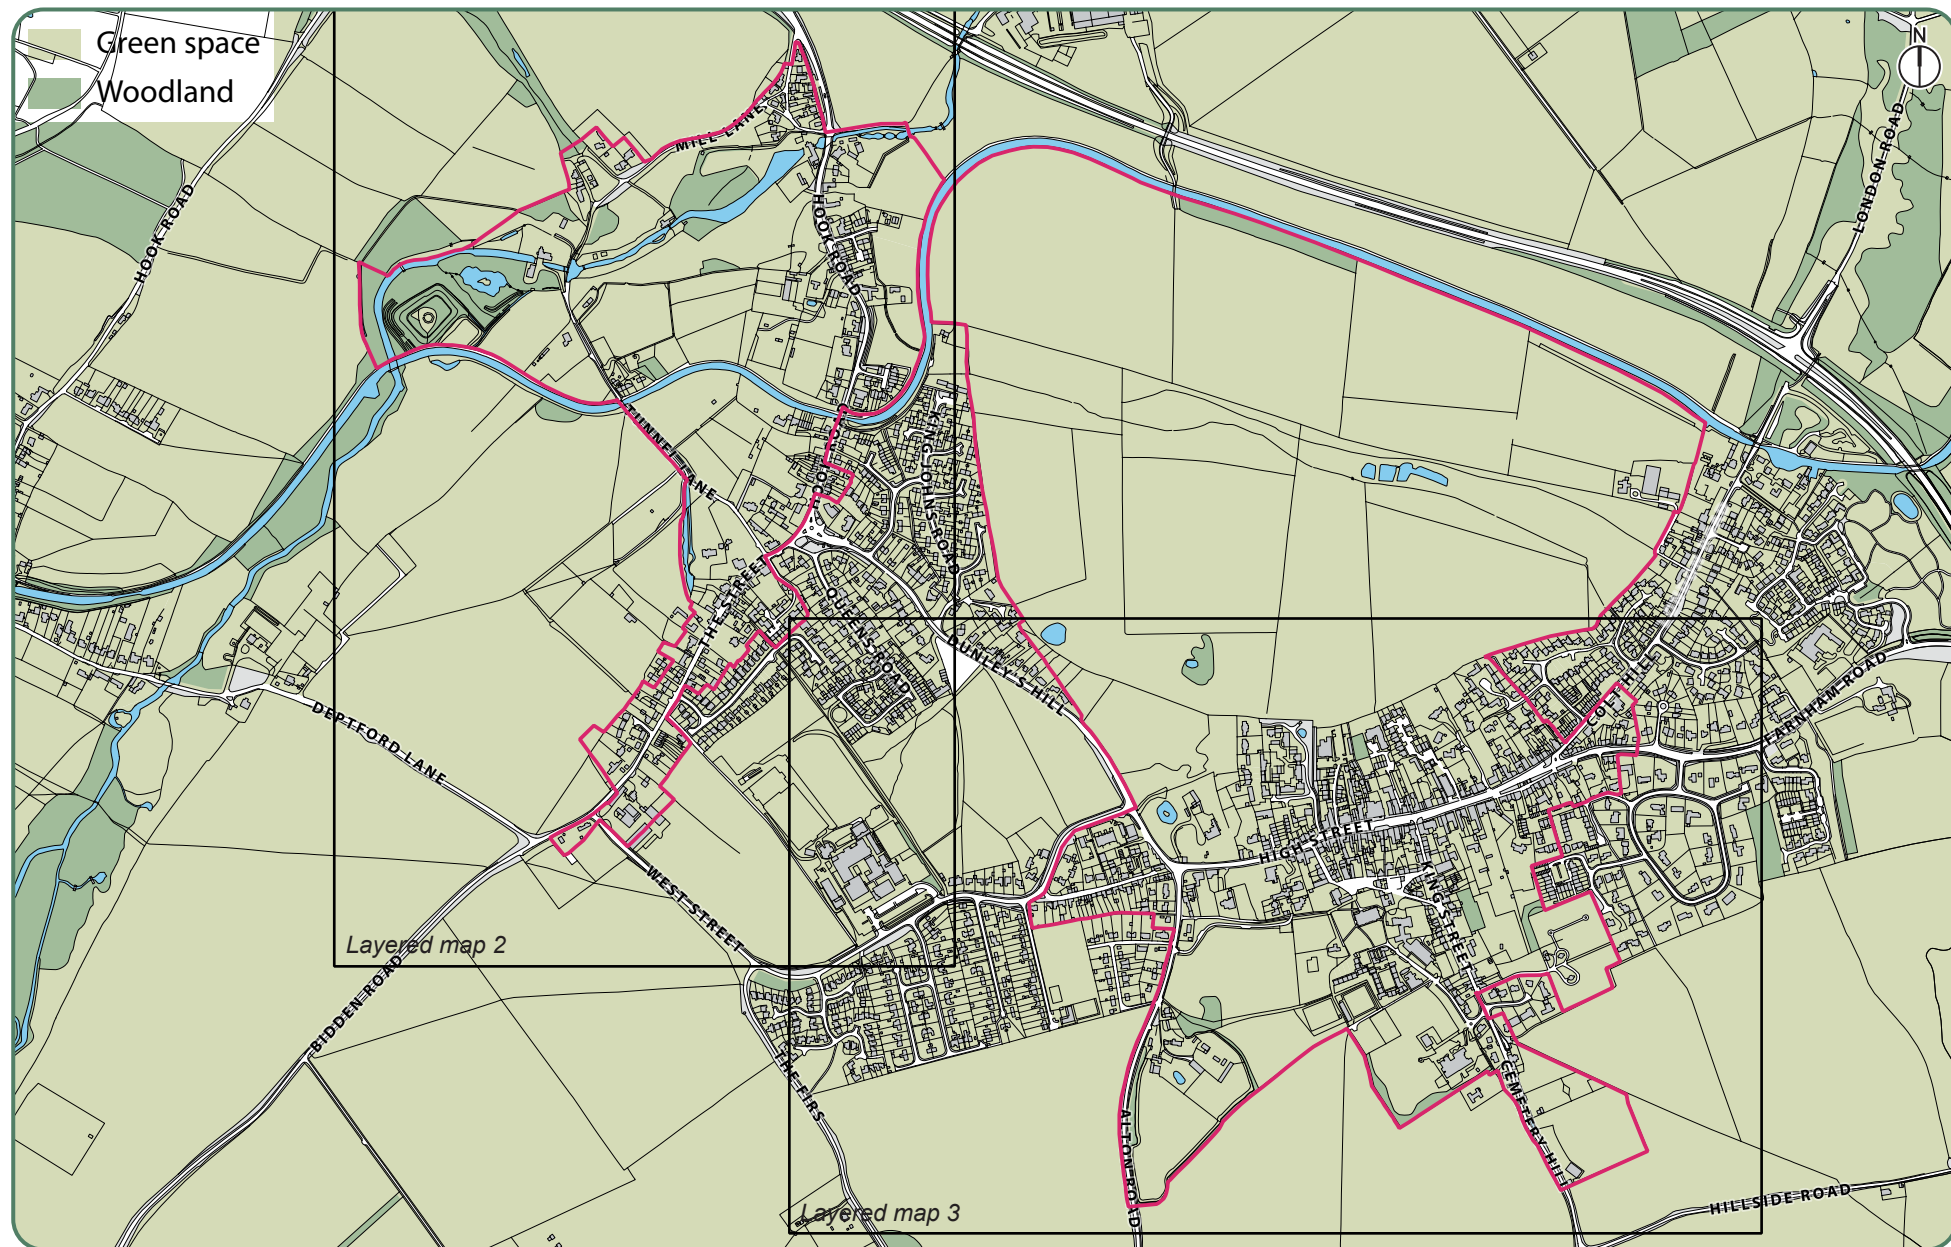 Green space
Woodland
N
MILL LANE
HOOK ROAD
HOOK ROAD
LONDON ROAD
TUNNEL LANE
KING JOHNS ROAD
THE STREET
QUEENS ROAD
DUNLEY'S HILL
DEPTFORD LANE
COLT HILL
FARNHAM ROAD
HIGH STREET
KING STREET
WEST STREET
Layered map 2
BIDDEN ROAD
THE FIRS
ALTON ROAD
CEMETERY HILL
HILLSIDE ROAD
Layered map 3